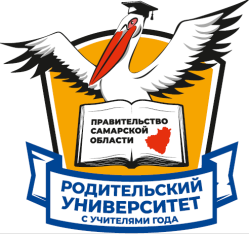 ПРАВИТЕЛЬСТВО
САМАРСКОЙ
ОБЛАСТИ
РОДИТЕЛЬСКИЙ
УНИВЕРСИТЕТ
С УЧИТЕЛЯМИ ГОДА